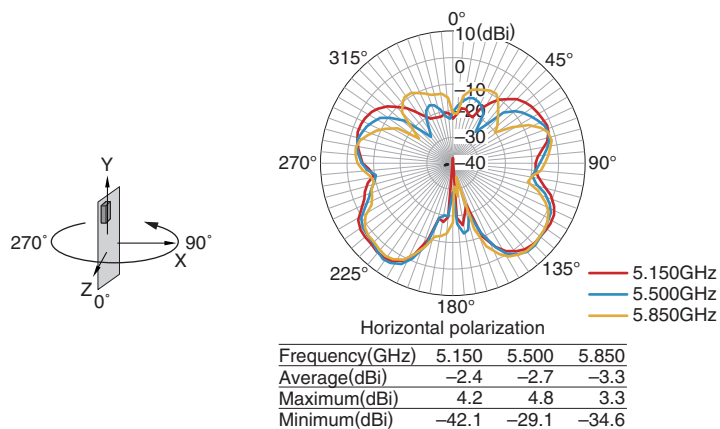 0°
10(dBi)
315°
45°
0
−10
−20
−30
−40
270°
90°
225°
135°
180°
Y
270°
90°
X
Z
0°
5.150GHz
5.500GHz
5.850GHz
Horizontal polarization
Frequency(GHz) 5.150 5.500 5.850
Average(dBi) −2.4 −2.7 −3.3
Maximum(dBi) 4.2 4.8 3.3
Minimum(dBi) −42.1 −29.1 −34.6